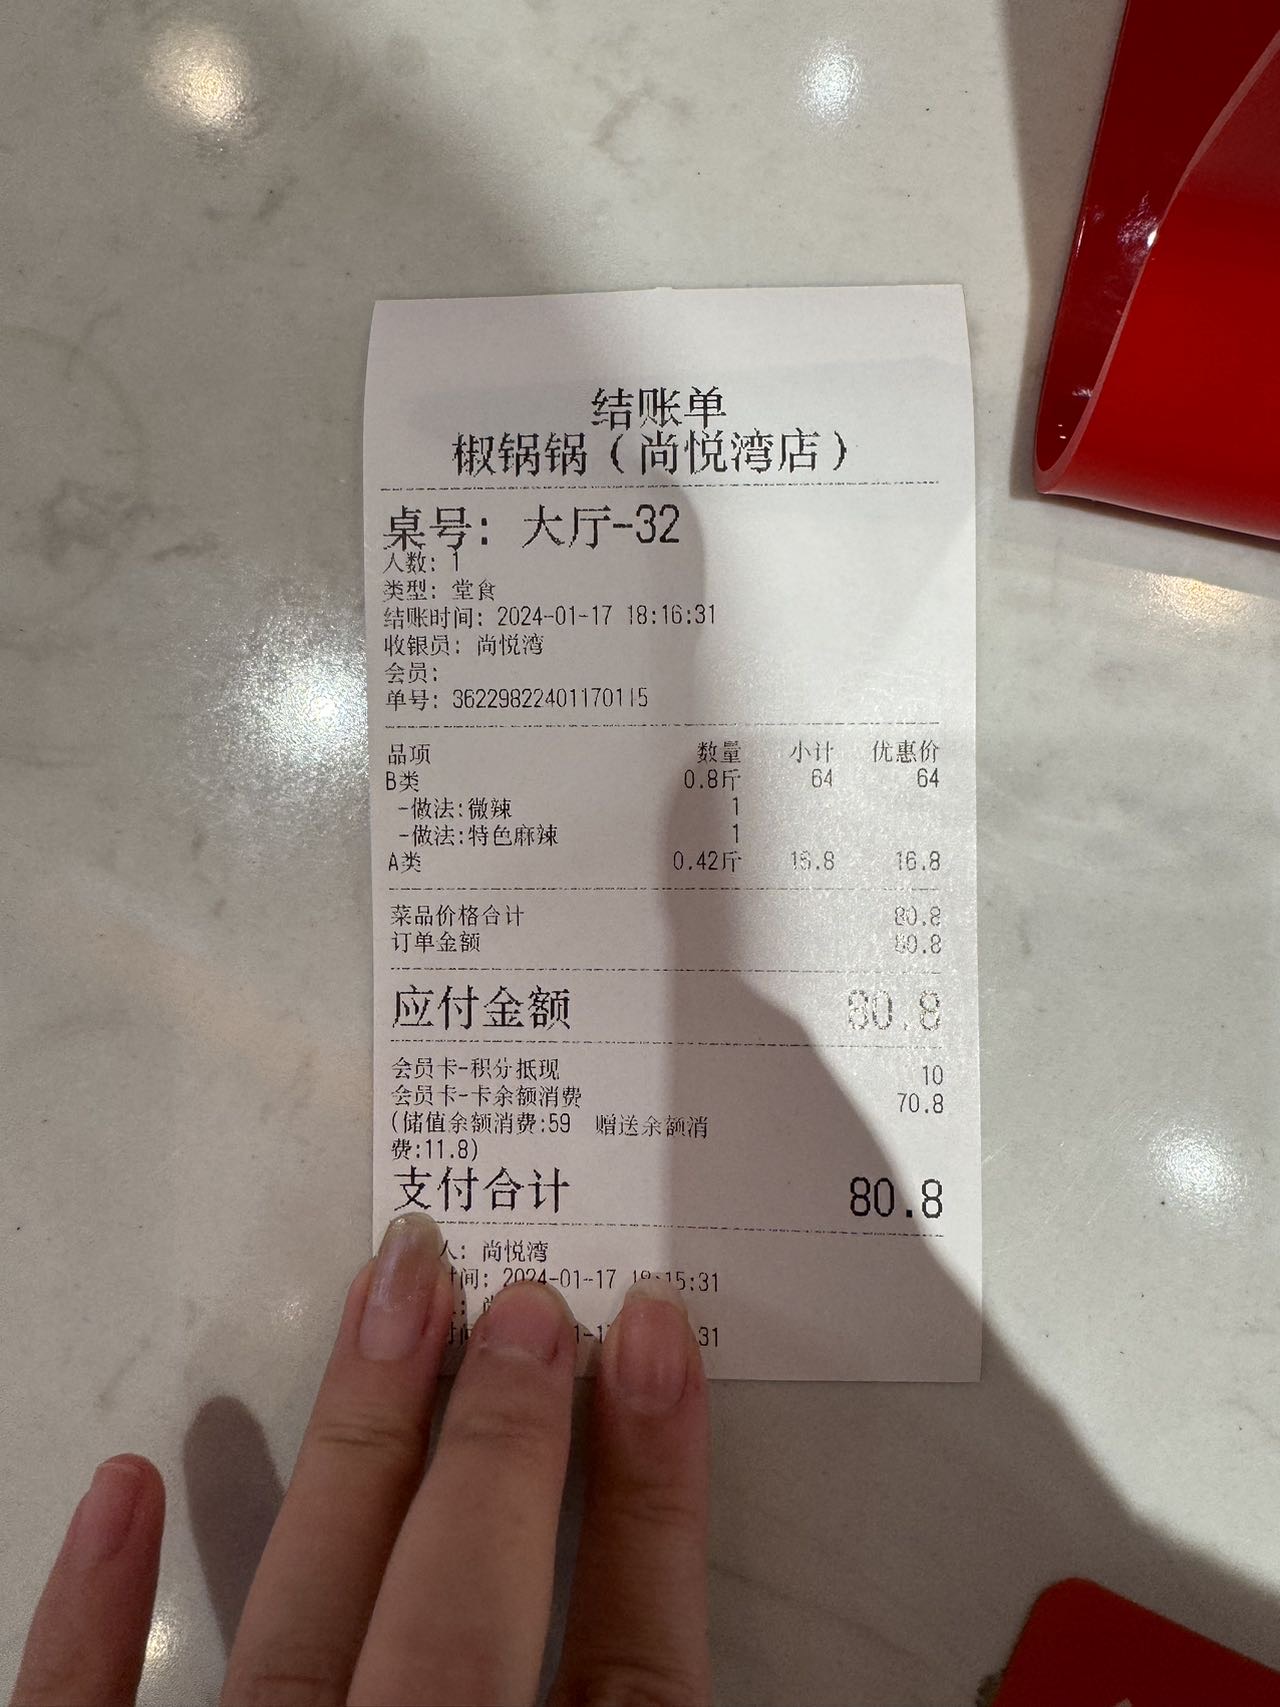 结账单
椒锅锅（尚悦湾店）
桌号: 大厅-32
人数: 1
类型: 堂食
结账时间: 2024-01-17 18:16:31
收银员: 尚悦湾
会员:
单号: 36229822401170115
品项 数量 小计 优惠价
B类 0.8斤 64 64
-做法:微辣 1
-做法:特色麻辣 1
A类 0.42斤 16.8 16.8
菜品价格合计 80.8
订单金额 80.8
应付金额 80.8
会员卡-积分抵现 10
会员卡-卡余额消费 70.8
(储值余额消费:59 赠送余额消
费:11.8)
支付合计 80.8
人: 尚悦湾
时间: 2024-01-17 :15:31
时间 31